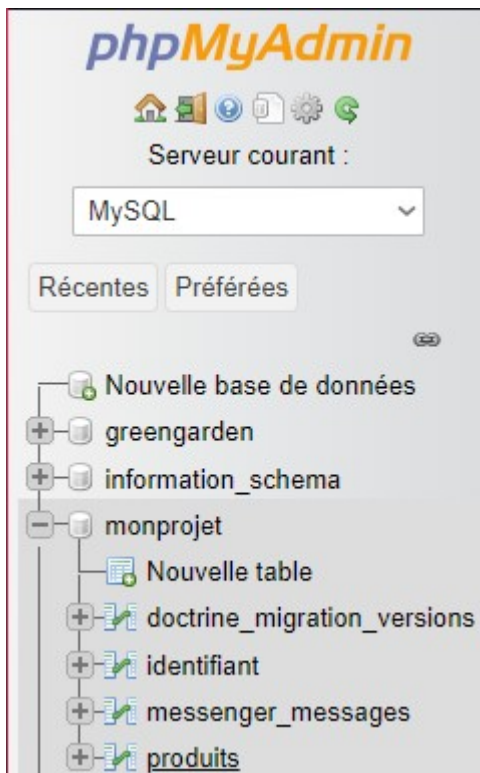 phpMyAdmin
Serveur courant :
MySQL
Récentes Préférées
Nouvelle base de données
greengarden
information_schema
monprojet
Nouvelle table
doctrine_migration_versions
identifiant
messenger_messages
produits